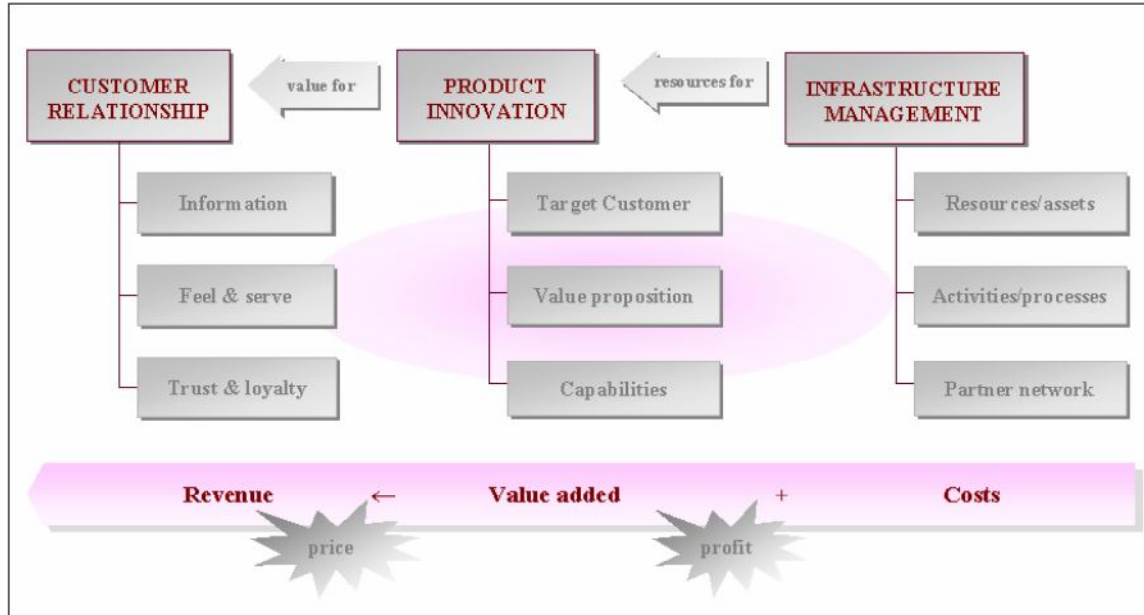 CUSTOMER
RELATIONSHIP
value for
PRODUCT
INNOVATION
resources for
INFRASTRUCTURE
MANAGEMENT
Information
Target Customer
Resources/assets
Feel & serve
Value proposition
Activities/processes
Trust & loyalty
Capabilities
Partner network
Revenue ← Value added + Costs
price
profit